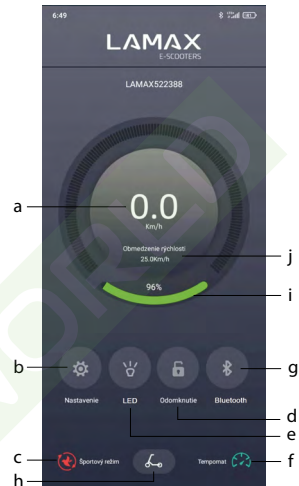 6:49
LAMAX
E-SCOOTERS
LAMAX522388
a
0.0
Km/h
Obmedzenie rýchlosti
25.0Km/h
j
96%
i
b
g
Nastavenie LED Odomknutie Bluetooth
d
e
c Športový režim Tempomat f
h
WORLD